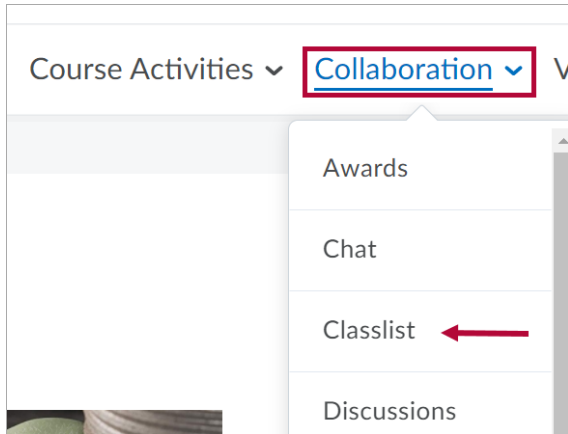 Course Activities Collaboration V
Awards
Chat
Classlist
Discussions